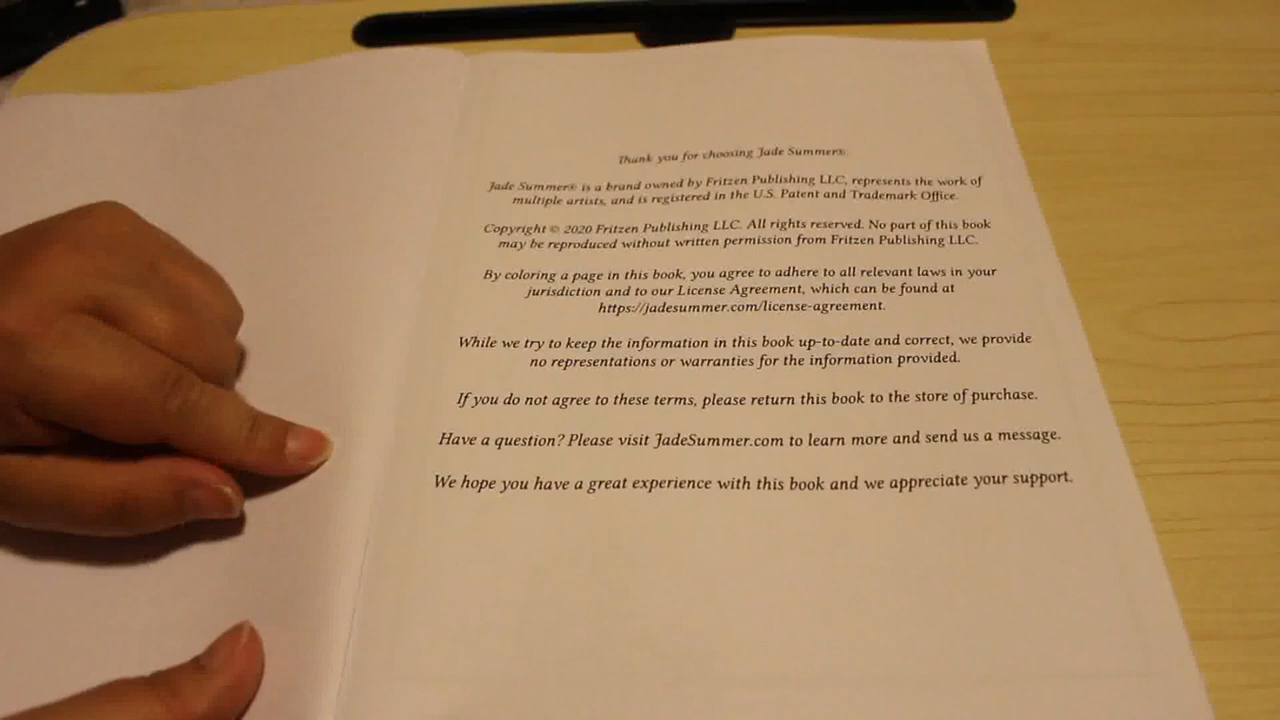 Thank you for choosing Jade Summer®.
Jade Summer® is a brand owned by Fritzen Publishing LLC, represents the work of
multiple artists, and is registered in the U.S. Patent and Trademark Office.
Copyright © 2020 Fritzen Publishing LLC. All rights reserved. No part of this book
may be reproduced without written permission from Fritzen Publishing LLC.
By coloring a page in this book, you agree to adhere to all relevant laws in your
jurisdiction and to our License Agreement, which can be found at
https://jadesummer.com/license-agreement.
While we try to keep the information in this book up-to-date and correct, we provide
no representations or warranties for the information provided.
If you do not agree to these terms, please return this book to the store of purchase.
Have a question? Please visit JadeSummer.com to learn more and send us a message.
We hope you have a great experience with this book and we appreciate your support.